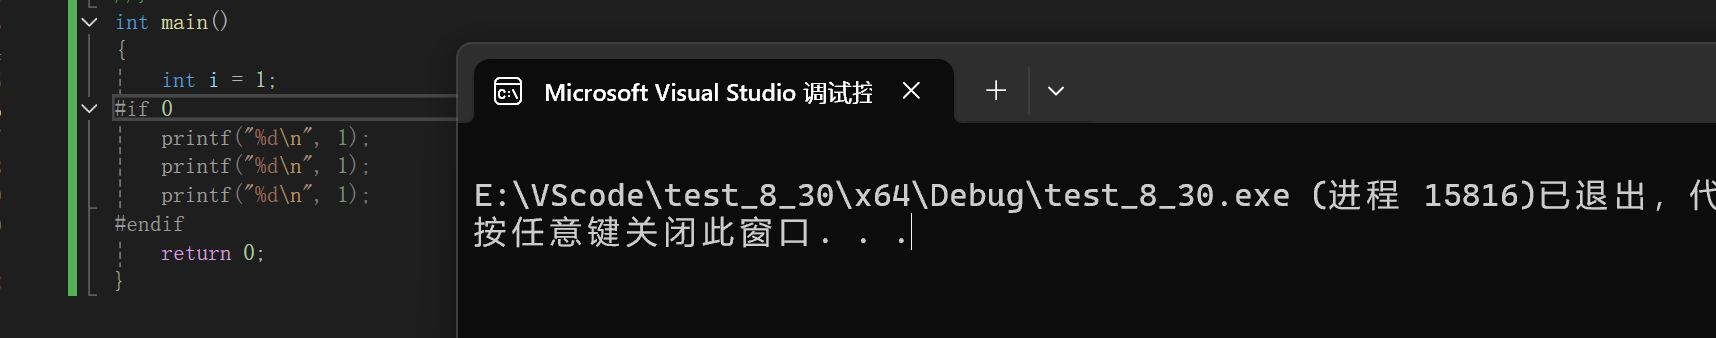 int main()
{
int i = 1;
#if 0
printf("%d\n", 1);
printf("%d\n", 1);
printf("%d\n", 1);
#endif
return 0;
}
Microsoft Visual Studio 调试控
E:\VScode\test_8_30\x64\Debug\test_8_30.exe (进程 15816)已退出，代
按任意键关闭此窗口. . .